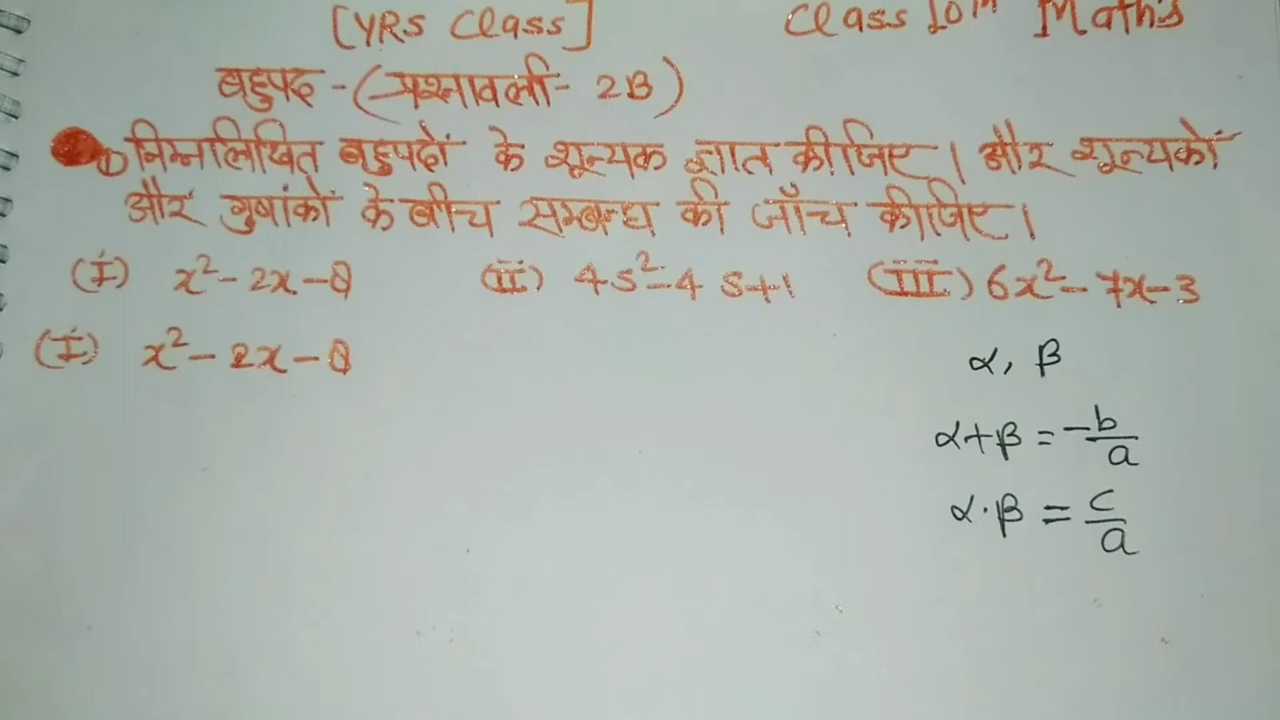 [YRS Class] Class 10th Maths
बहुपद - (प्रश्नावली - 2B)
1) निम्नलिखित बहुपदों के शून्यक ज्ञात कीजिए। और शून्यकों
और गुणांकों के बीच सम्बन्ध की जाँच कीजिए।
(I) x² - 2x - 8 (II) 4s² - 4s + 1 (III) 6x² - 7x - 3
(I) x² - 2x - 8
α, β
α + β = -b/a
α · β = c/a